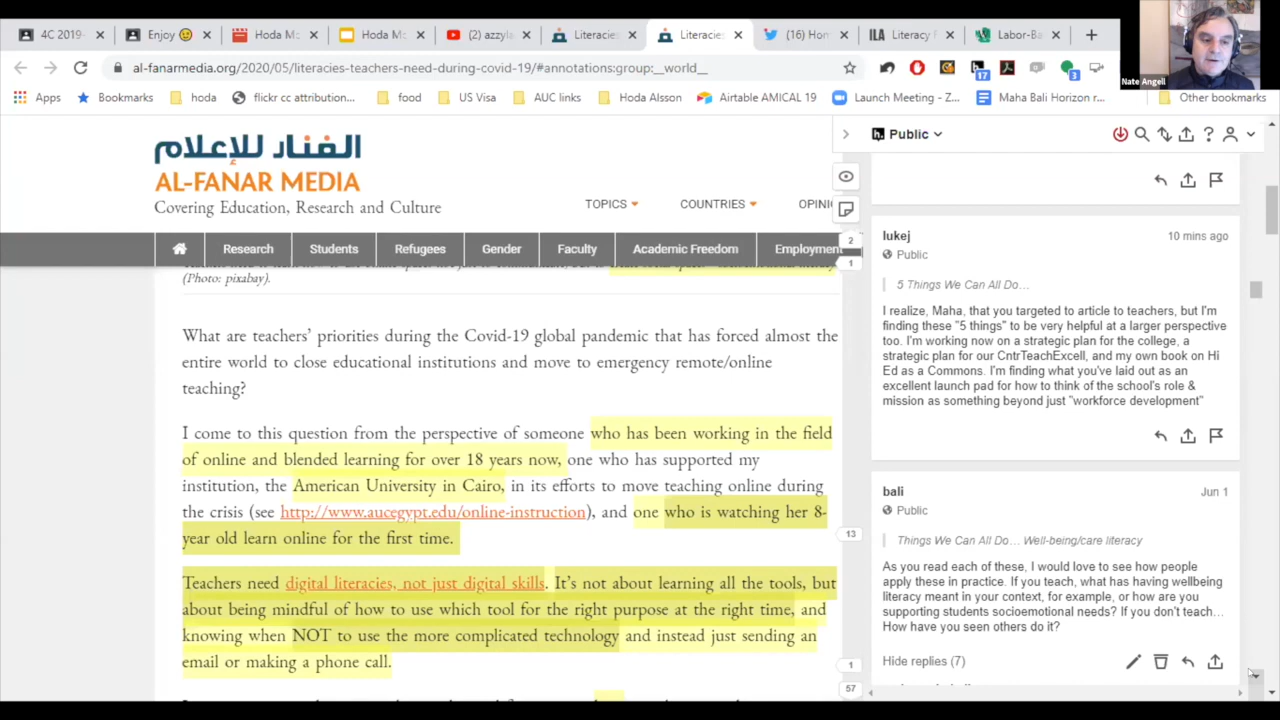 4C 2019-
Enjoy
Hoda Mo
Hoda M
(2) azzyla
Literacie
Literacie
(16) Hom
ILA Literacy
Labor-Ba
al-fanarmedia.org/2020/05/literacies-teachers-need-during-covid-19/#annotations:group:__world__
17
3
Nate Angell
Apps
Bookmarks
hoda
flickr cc attribution...
food
US Visa
AUC links
Hoda Alsson
Airtable AMICAL 19
Launch Meeting - Z...
Maha Bali Horizon r...
Other bookmarks
الفنار للإعلام
AL-FANAR MEDIA
Covering Education, Research and Culture
TOPICS
COUNTRIES
OPINI
Research
Students
Refugees
Gender
Faculty
Academic Freedom
Employment
(Photo: pixabay).
What are teachers' priorities during the Covid-19 global pandemic that has forced almost the
entire world to close educational institutions and move to emergency remote/online
teaching?
I come to this question from the perspective of someone who has been working in the field
of online and blended learning for over 18 years now, one who has supported my
institution, the American University in Cairo, in its efforts to move teaching online during
the crisis (see http://www.aucegypt.edu/online-instruction), and one who is watching her 8-
year old learn online for the first time.
Teachers need digital literacies, not just digital skills. It's not about learning all the tools, but
about being mindful of how to use which tool for the right purpose at the right time, and
knowing when NOT to use the more complicated technology and instead just sending an
email or making a phone call.
2
1
13
1
57
h. Public
lukej
10 mins ago
Public
5 Things We Can All Do...
I realize, Maha, that you targeted to article to teachers, but I'm
finding these "5 things" to be very helpful at a larger perspective
too. I'm working now on a strategic plan for the college, a
strategic plan for our CntrTeachExcell, and my own book on Hi
Ed as a Commons. I'm finding what you've laid out as an
excellent launch pad for how to think of the school's role &
mission as something beyond just "workforce development"
bali
Jun 1
Public
Things We Can All Do... Well-being/care literacy
As you read each of these, I would love to see how people
apply these in practice. If you teach, what has having wellbeing
literacy meant in your context, for example, or how are you
supporting students socioemotional needs? If you don't teach...
How have you seen others do it?
Hide replies (7)